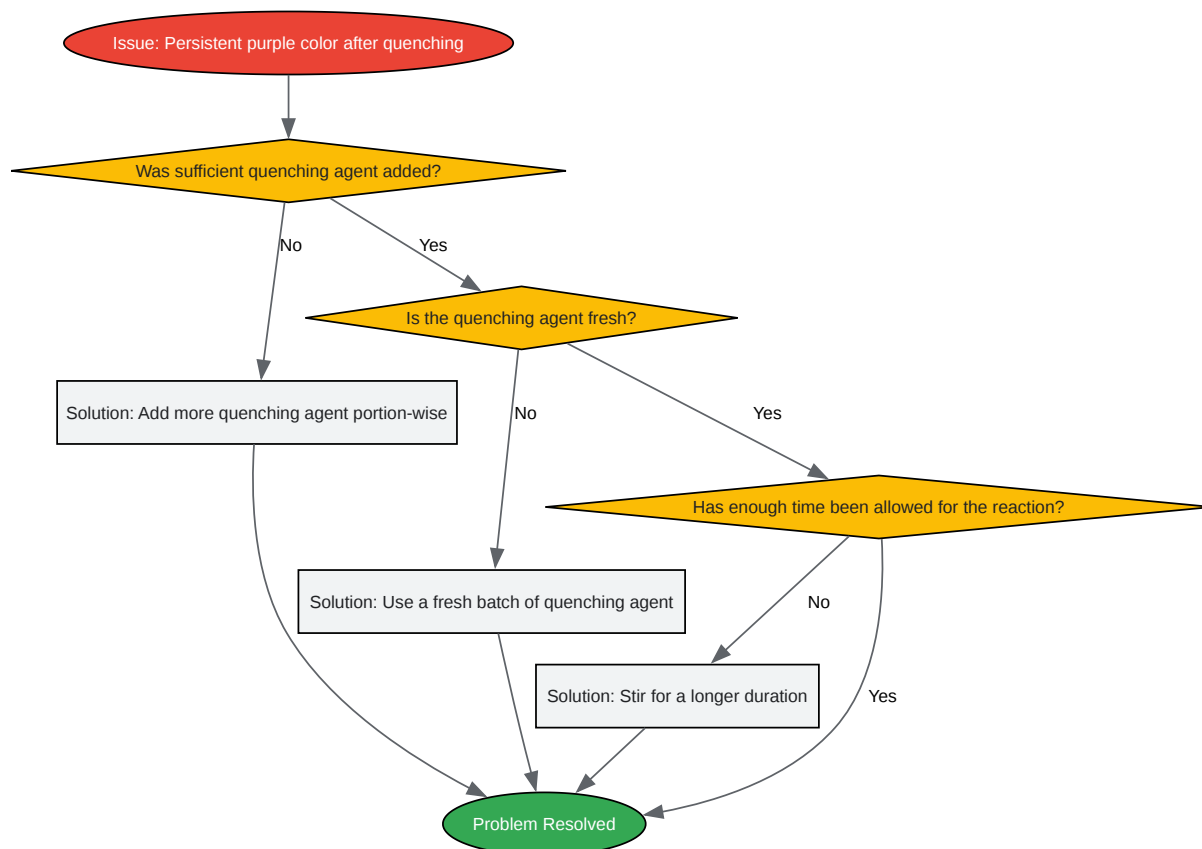 Issue: Persistent purple color after quenching
Was sufficient quenching agent added?
No
Yes
Is the quenching agent fresh?
Solution: Add more quenching agent portion-wise
No
Yes
Has enough time been allowed for the reaction?
Solution: Use a fresh batch of quenching agent
No
Solution: Stir for a longer duration
Yes
Problem Resolved